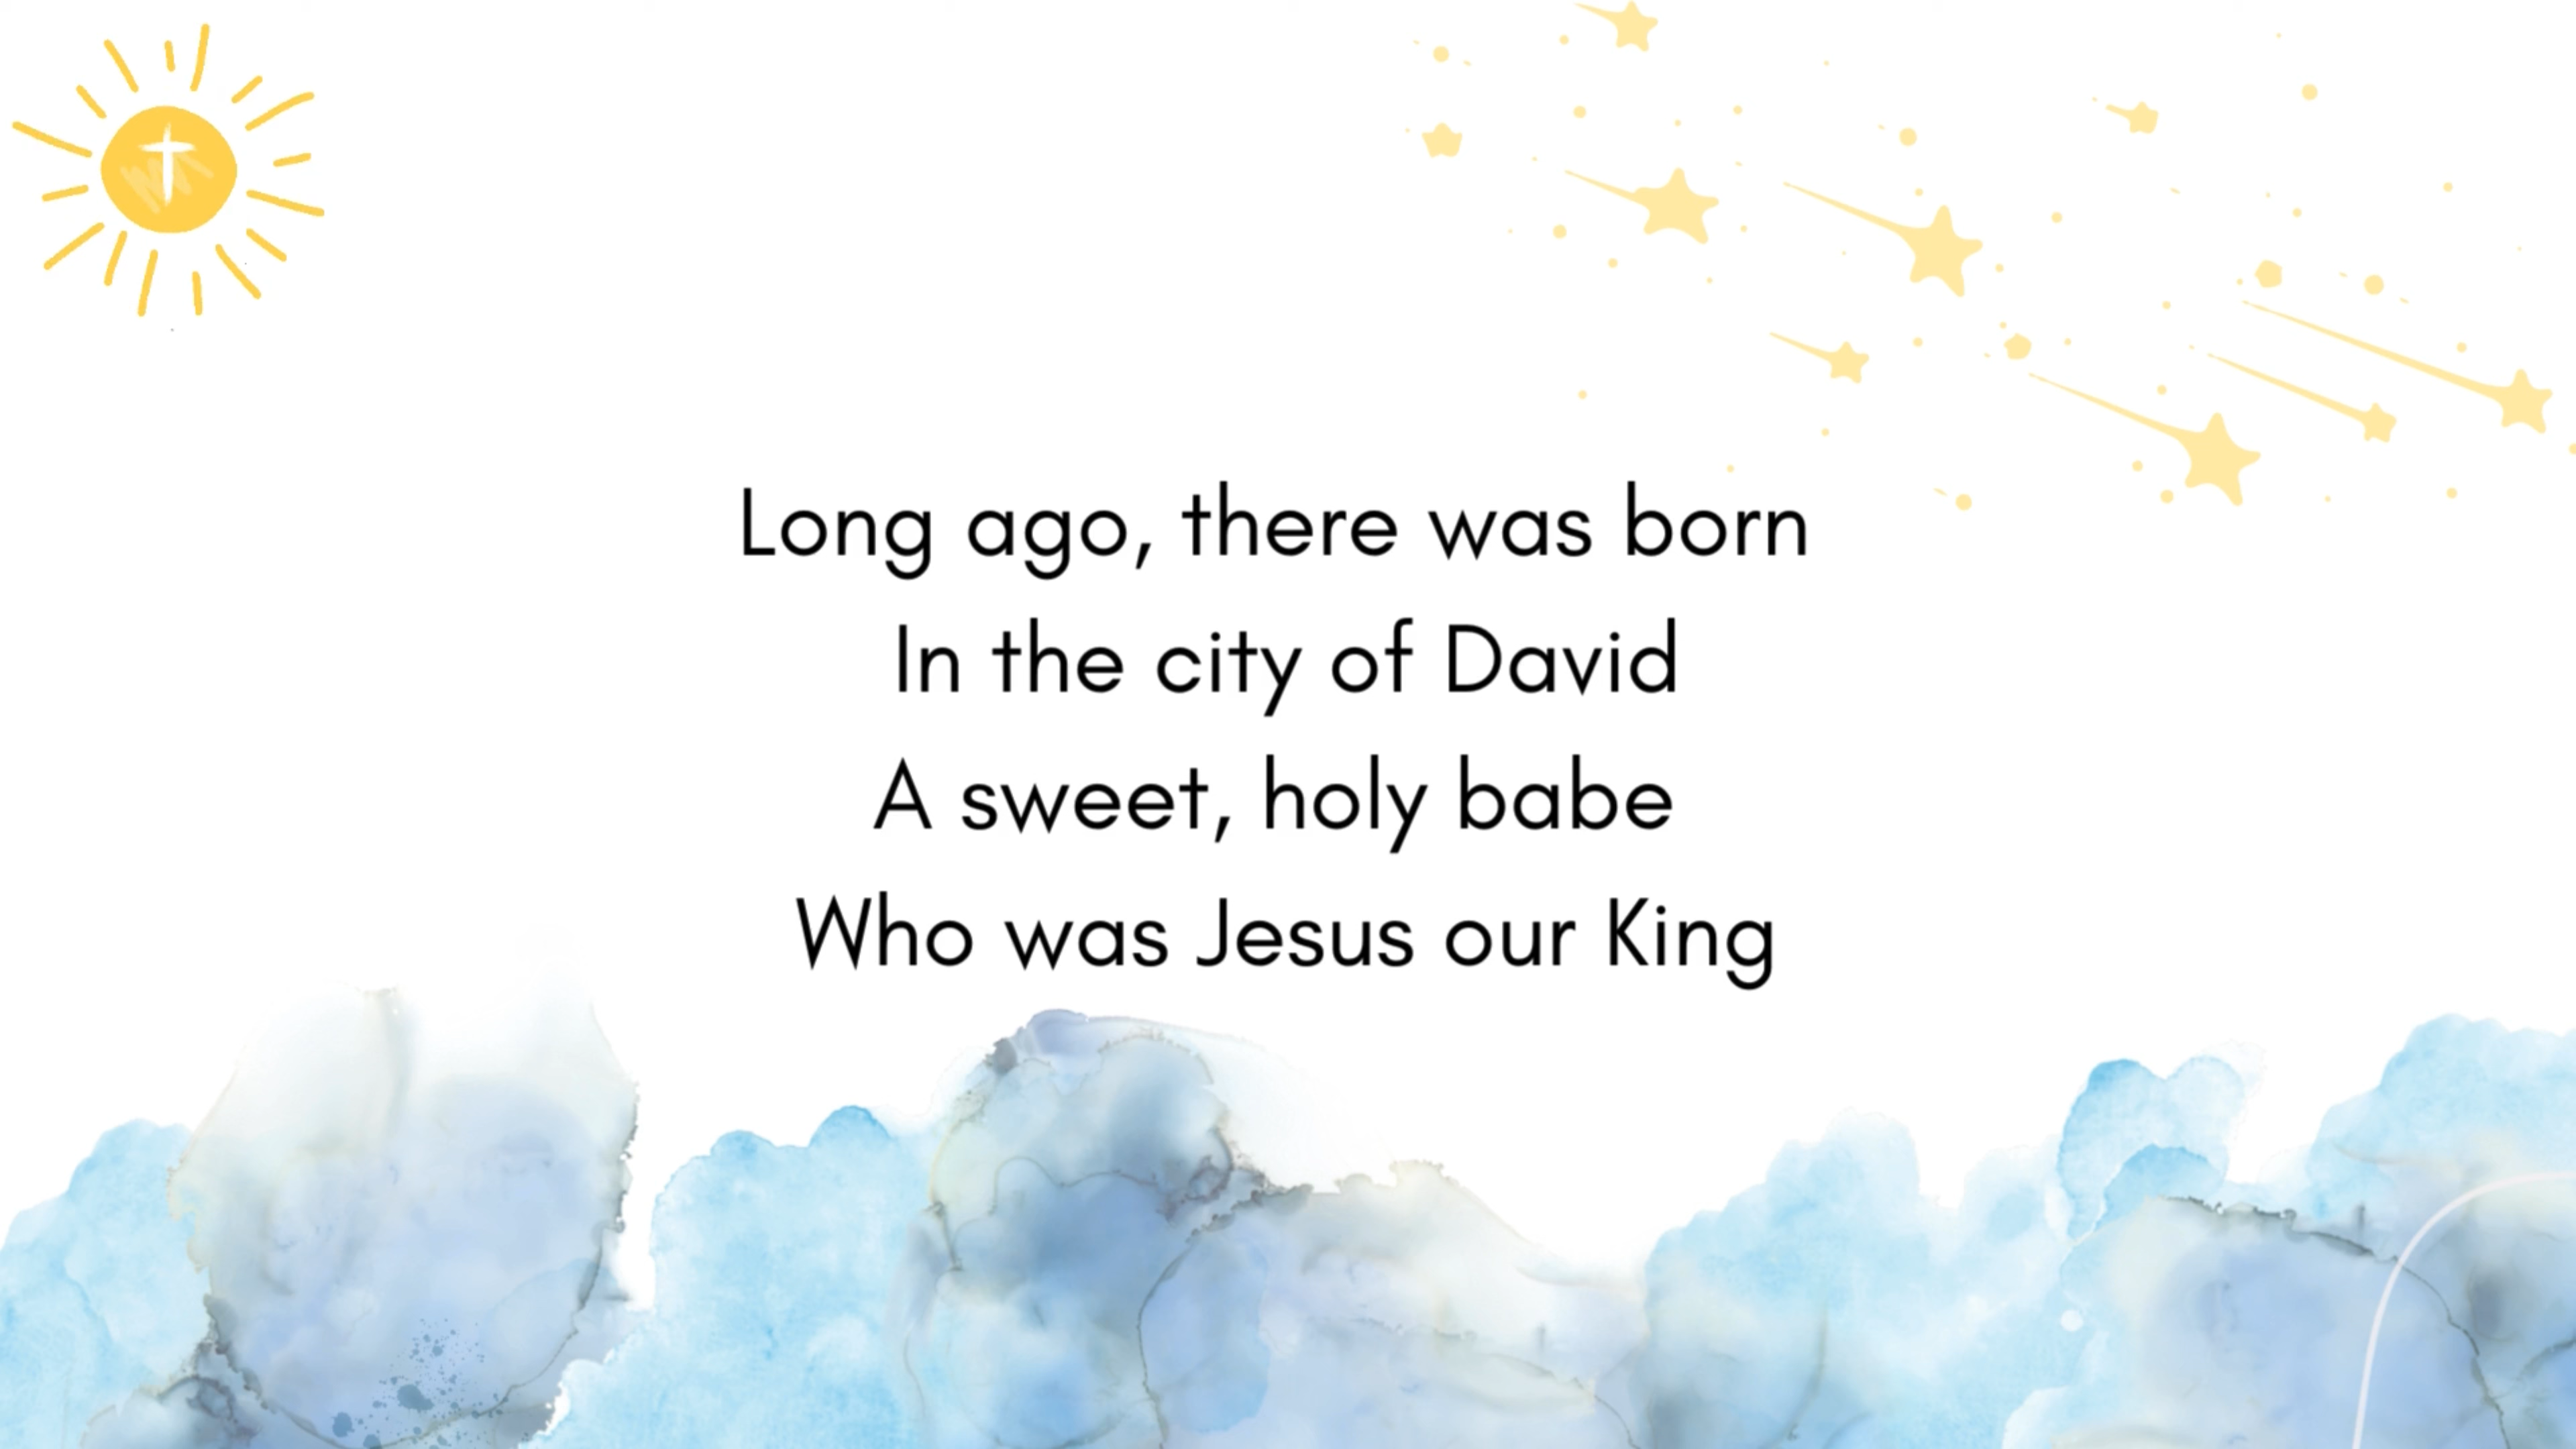 Long ago, there was born
In the city of David
A sweet, holy babe
Who was Jesus our King